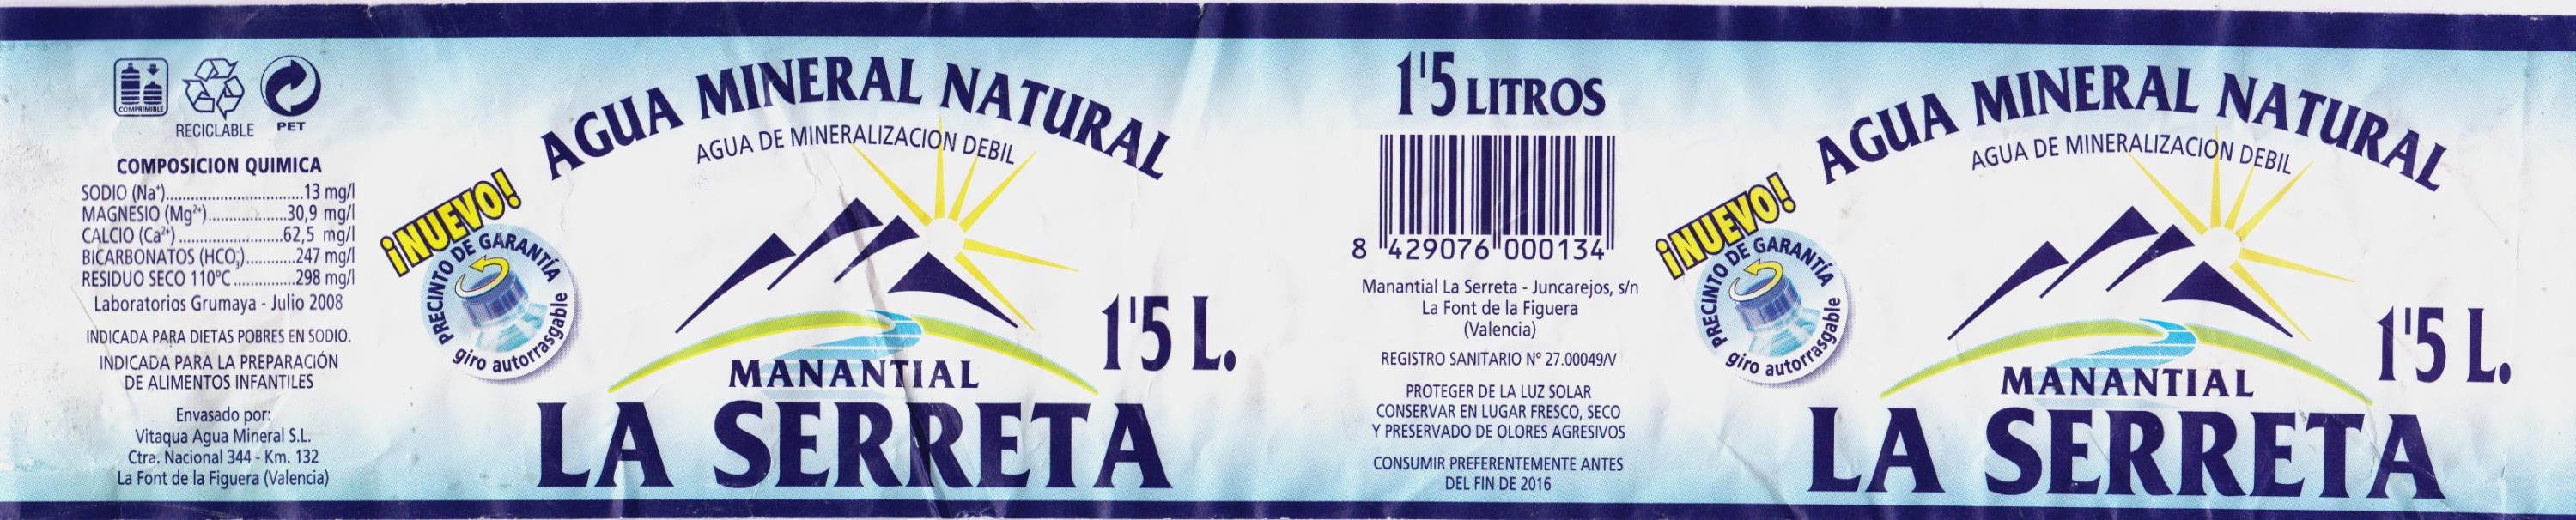 COMPRIMIBLE
RECICLABLE
PET
COMPOSICION QUIMICA
SODIO (Na⁺)..............................13 mg/l
MAGNESIO (Mg²⁺)..................30,9 mg/l
CALCIO (Ca²⁺).......................62,5 mg/l
BICARBONATOS (HCO₃⁻)...........247 mg/l
RESIDUO SECO 110ºC..............298 mg/l
Laboratorios Grumaya - Julio 2008
INDICADA PARA DIETAS POBRES EN SODIO.
INDICADA PARA LA PREPARACIÓN
DE ALIMENTOS INFANTILES
Envasado por:
Vitaqua Agua Mineral S.L.
Ctra. Nacional 344 - Km. 132
La Font de la Figuera (Valencia)
¡NUEVO!
PRECINTO DE GARANTÍA
giro autorrasgable
AGUA MINERAL NATURAL
AGUA DE MINERALIZACION DEBIL
1'5 L.
MANANTIAL
LA SERRETA
1'5 LITROS
8 429076 000134
Manantial La Serreta - Juncarejos, s/n
La Font de la Figuera
(Valencia)
REGISTRO SANITARIO Nº 27.00049/V
PROTEGER DE LA LUZ SOLAR
CONSERVAR EN LUGAR FRESCO, SECO
Y PRESERVADO DE OLORES AGRESIVOS
CONSUMIR PREFERENTEMENTE ANTES
DEL FIN DE 2016
¡NUEVO!
PRECINTO DE GARANTÍA
giro autorrasgable
AGUA MINERAL NATURAL
AGUA DE MINERALIZACION DEBIL
1'5 L.
MANANTIAL
LA SERRETA